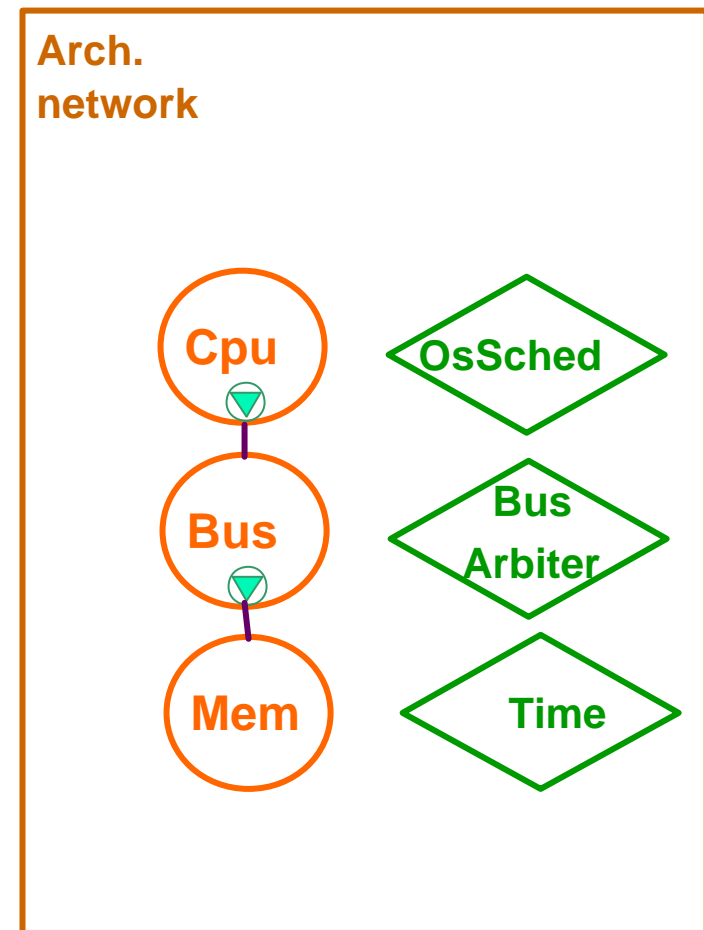 Arch.
network
Cpu
OsSched
Bus
Bus
Arbiter
Mem
Time